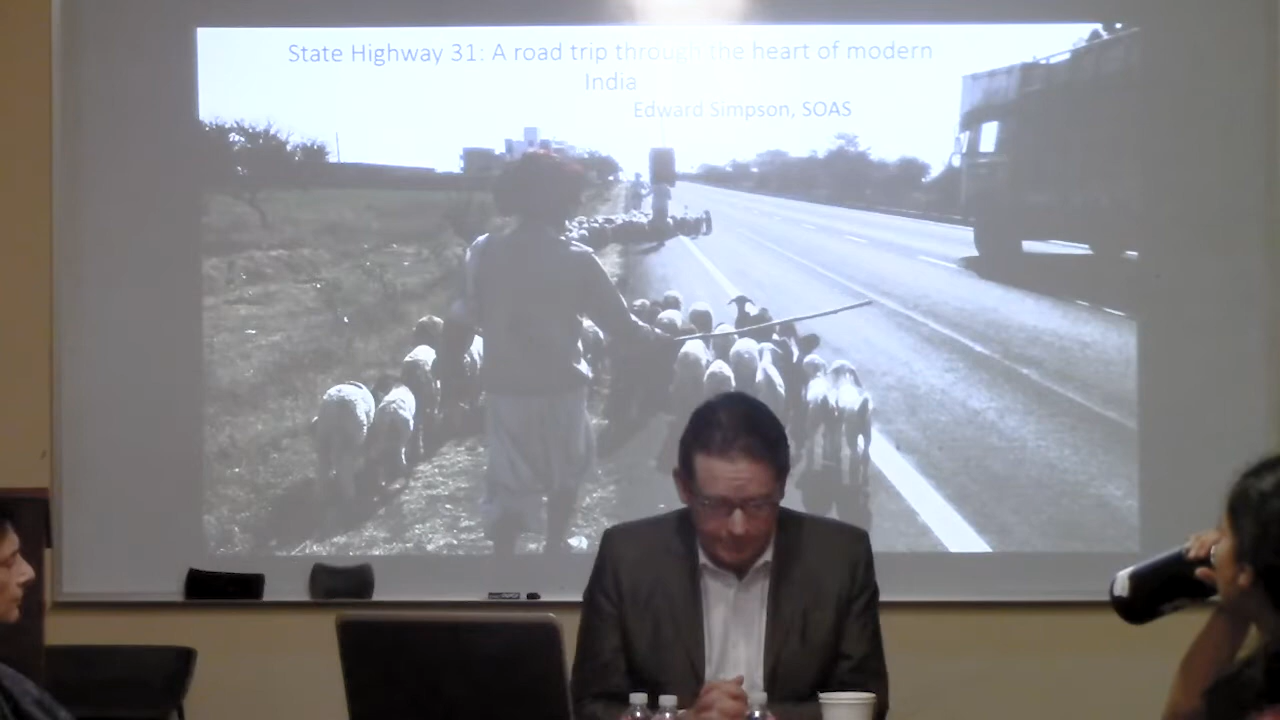 State Highway 31: A road trip through the heart of modern
India
Edward Simpson, SOAS